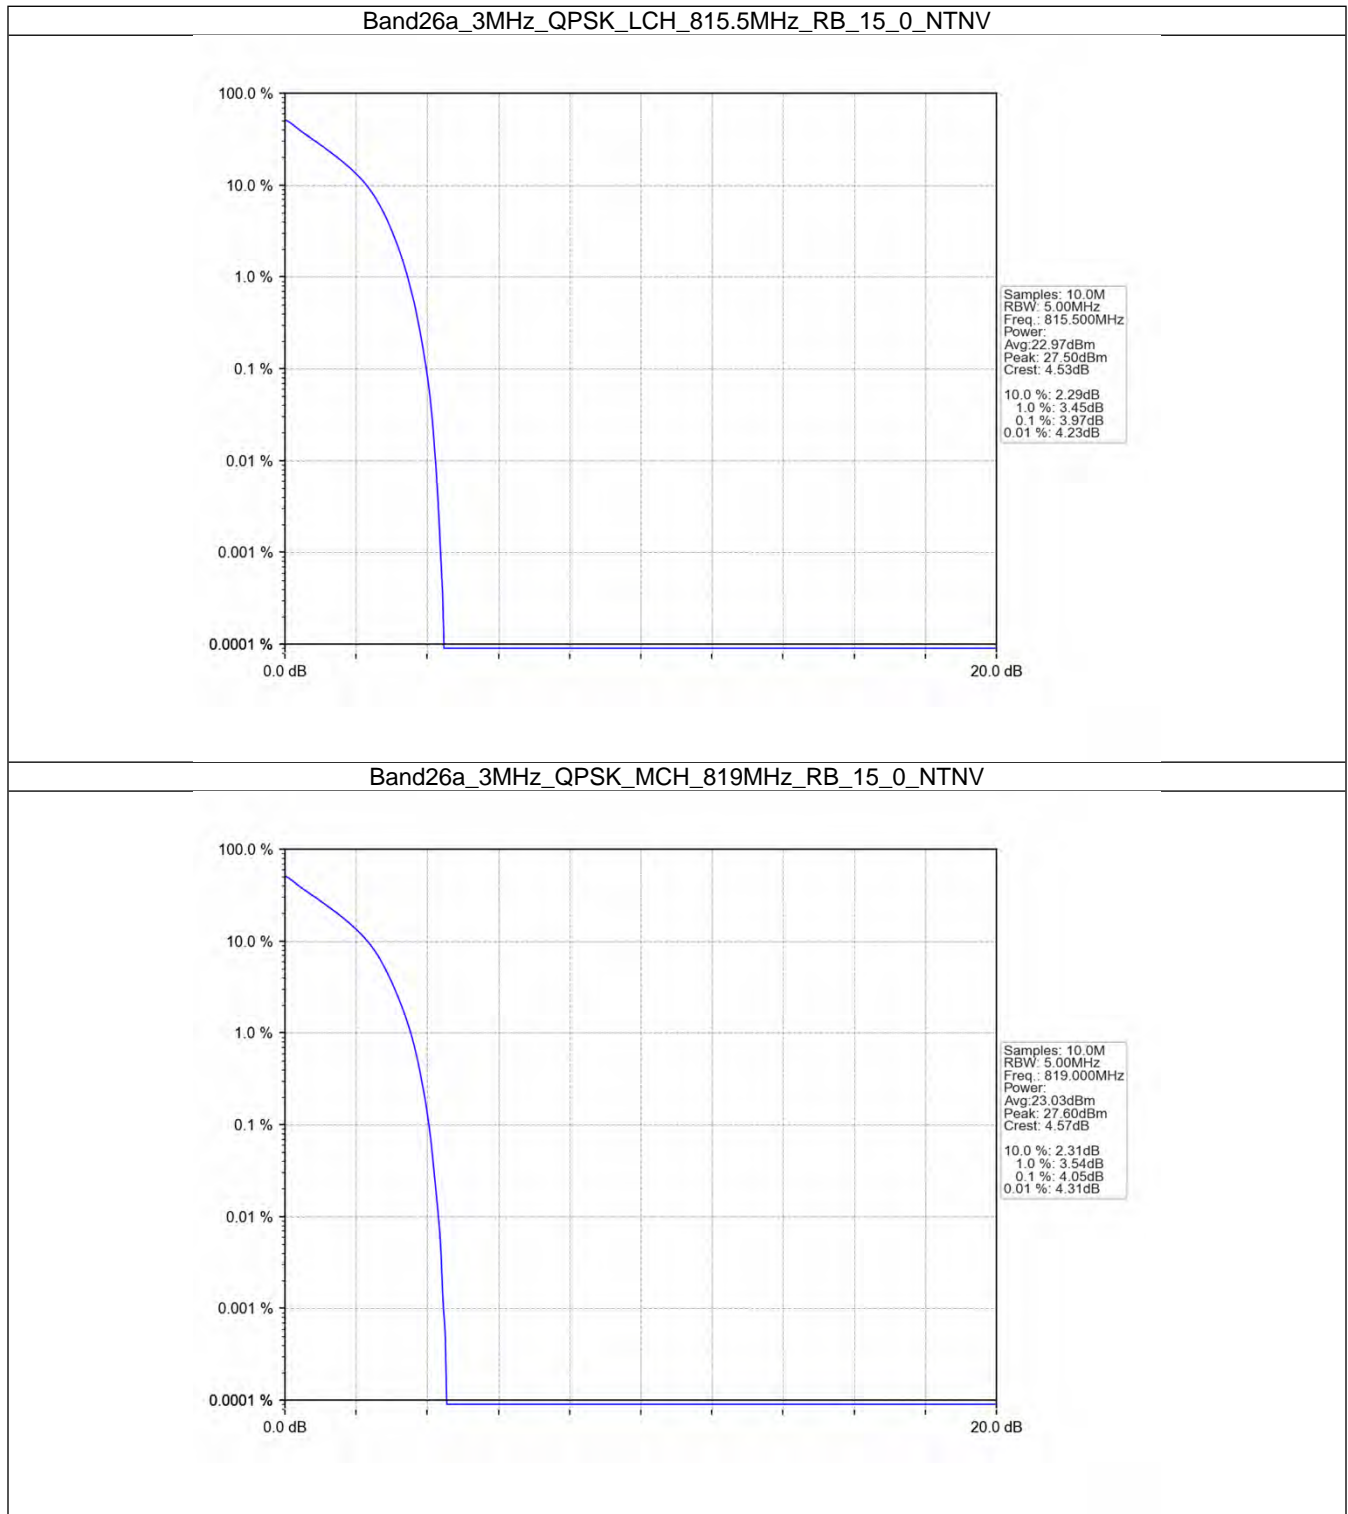 Band26a_3MHz_QPSK_LCH_815.5MHz_RB_15_0_NTNV
100.0 %
10.0 %
1.0 %
0.1 %
0.01 %
0.001 %
0.0001 %
0.0 dB
20.0 dB
Samples: 10.0M
RBW: 5.00MHz
Freq.: 815.500MHz
Power:
Avg:22.97dBm
Peak: 27.50dBm
Crest: 4.53dB
10.0 %: 2.29dB
1.0 %: 3.45dB
0.1 %: 3.97dB
0.01 %: 4.23dB
Band26a_3MHz_QPSK_MCH_819MHz_RB_15_0_NTNV
100.0 %
10.0 %
1.0 %
0.1 %
0.01 %
0.001 %
0.0001 %
0.0 dB
20.0 dB
Samples: 10.0M
RBW: 5.00MHz
Freq.: 819.000MHz
Power:
Avg:23.03dBm
Peak: 27.60dBm
Crest: 4.57dB
10.0 %: 2.31dB
1.0 %: 3.54dB
0.1 %: 4.05dB
0.01 %: 4.31dB